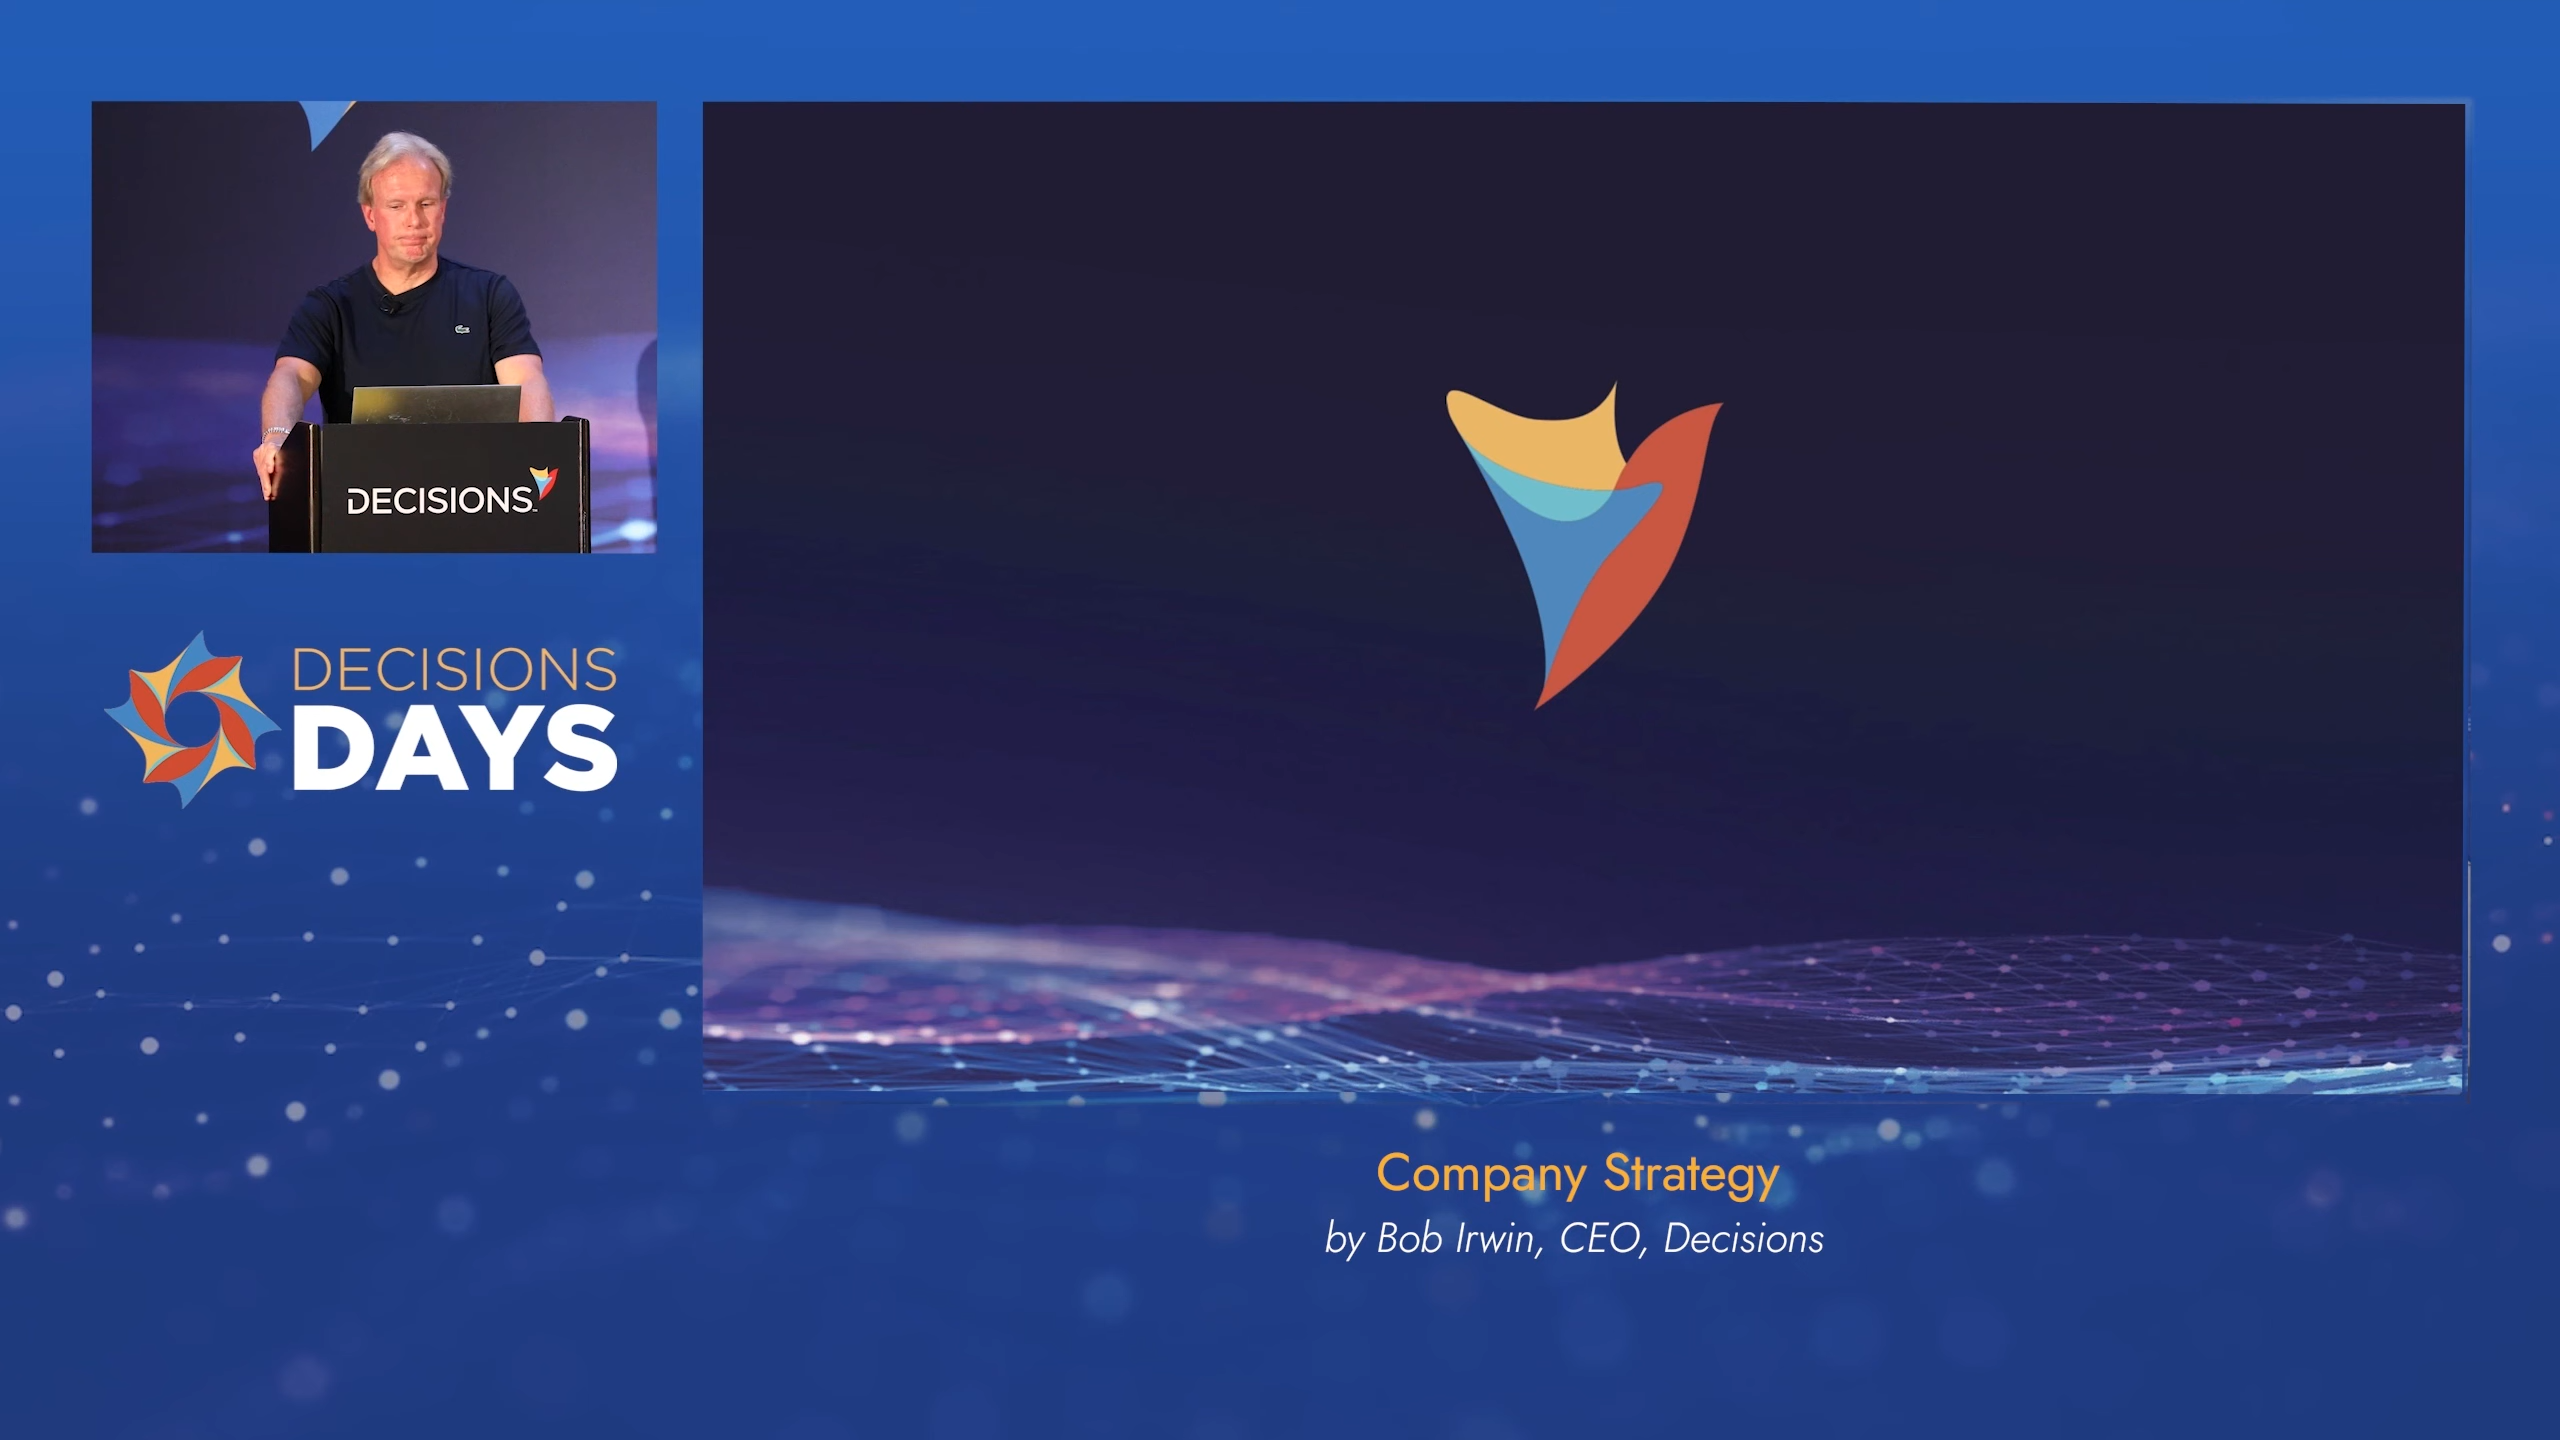 DECISIONS
DECISIONS
DAYS
Company Strategy
by Bob Irwin, CEO, Decisions